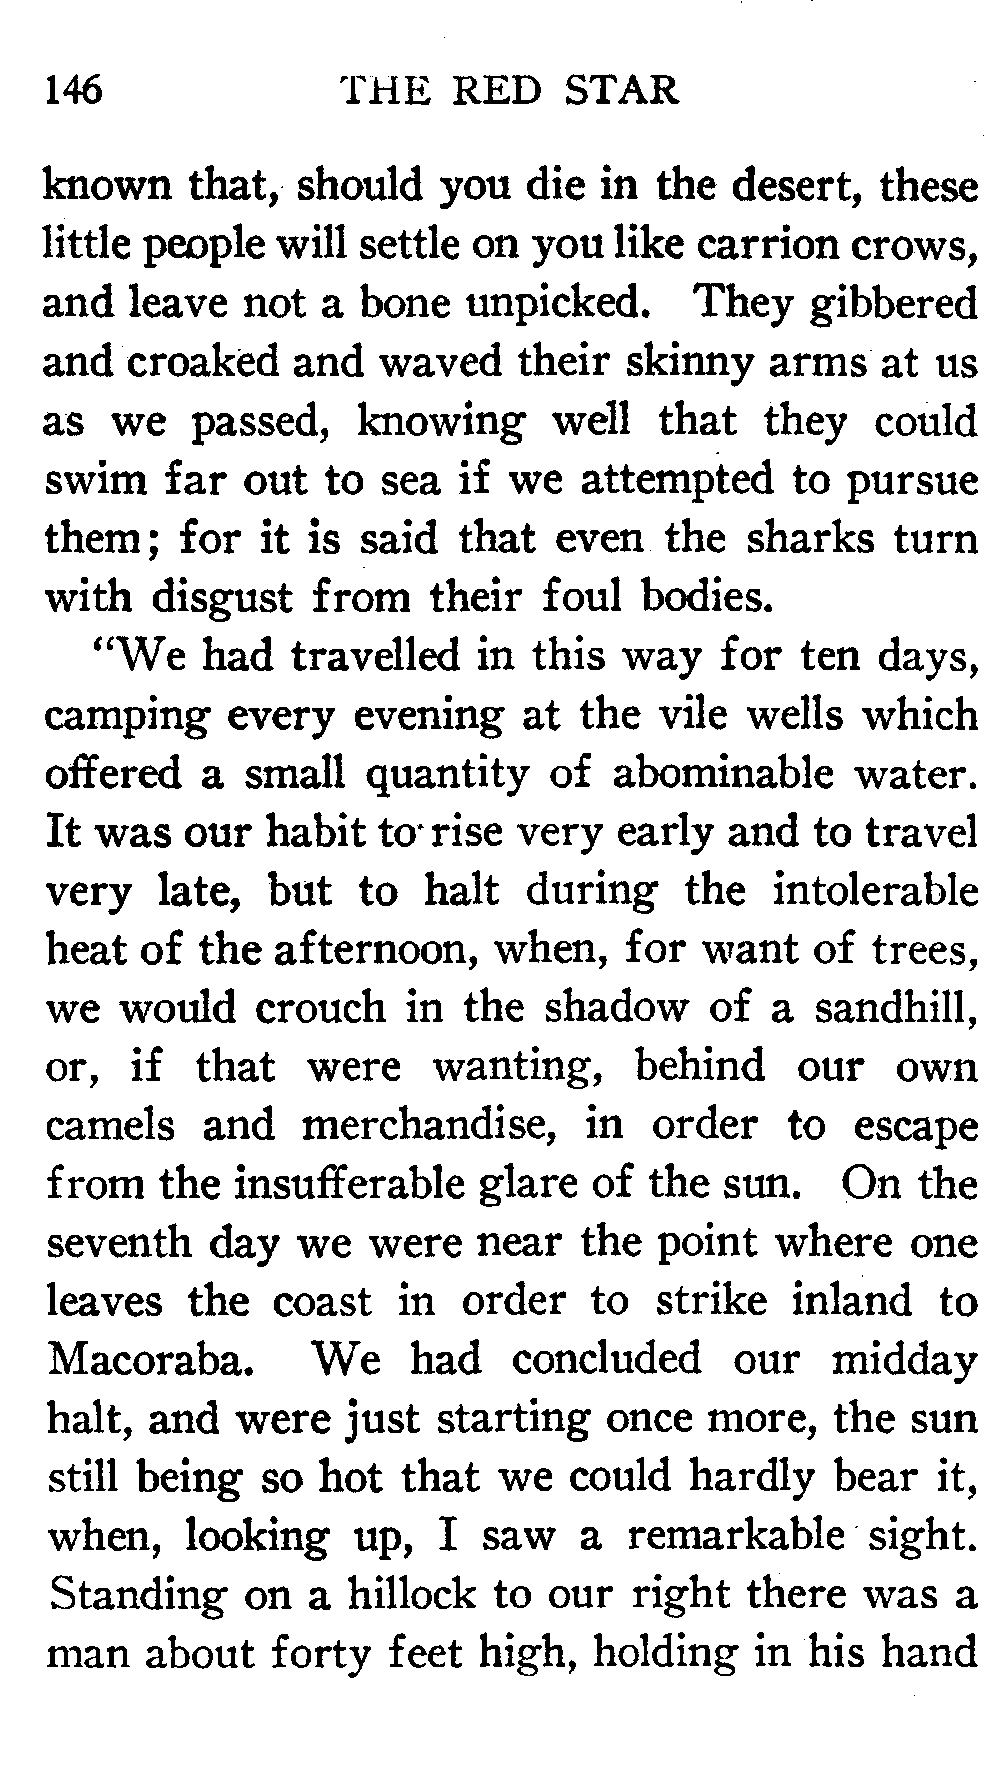 146 THE RED STAR
known that, should you die in the desert, these
little people will settle on you like carrion crows,
and leave not a bone unpicked. They gibbered
and croaked and waved their skinny arms at us
as we passed, knowing well that they could
swim far out to sea if we attempted to pursue
them; for it is said that even the sharks turn
with disgust from their foul bodies.
"We had travelled in this way for ten days,
camping every evening at the vile wells which
offered a small quantity of abominable water.
It was our habit to rise very early and to travel
very late, but to halt during the intolerable
heat of the afternoon, when, for want of trees,
we would crouch in the shadow of a sandhill,
or, if that were wanting, behind our own
camels and merchandise, in order to escape
from the insufferable glare of the sun. On the
seventh day we were near the point where one
leaves the coast in order to strike inland to
Macoraba. We had concluded our midday
halt, and were just starting once more, the sun
still being so hot that we could hardly bear it,
when, looking up, I saw a remarkable sight.
Standing on a hillock to our right there was a
man about forty feet high, holding in his hand